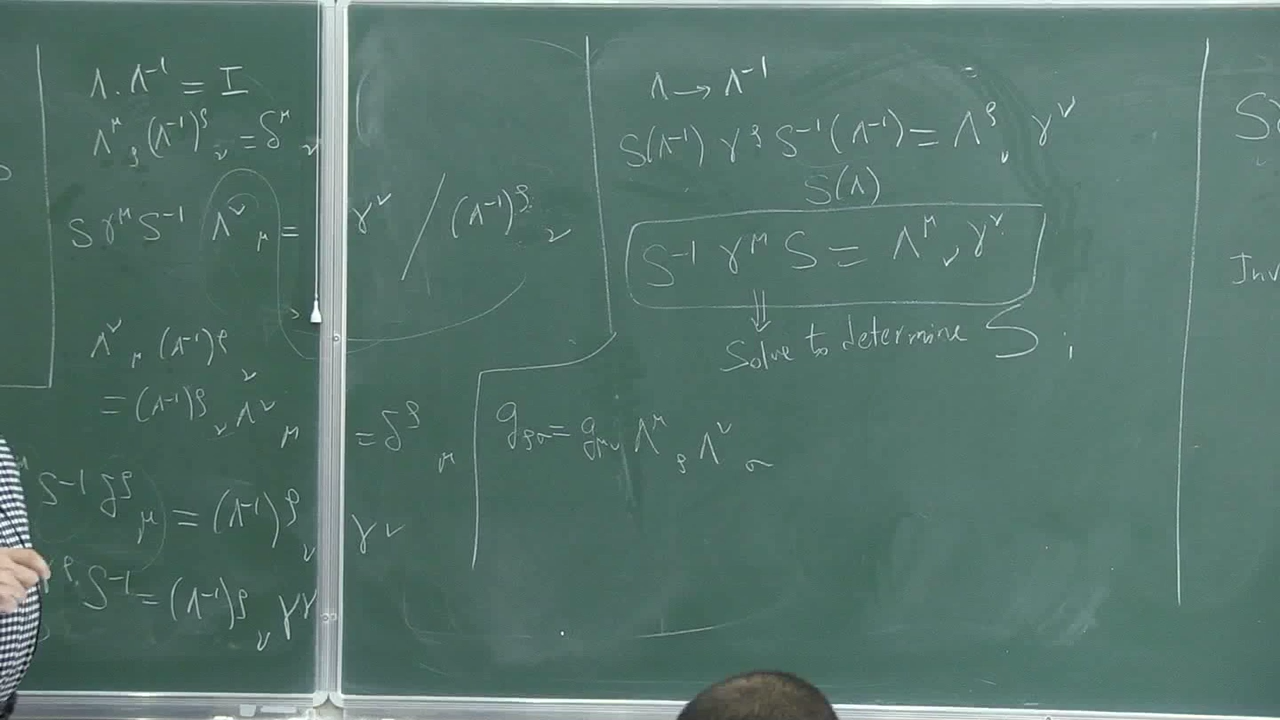 Λ.Λ⁻¹ = I
Λ^μ_ρ (Λ⁻¹)^ρ_ν = δ^μ_ν
S γ^μ S⁻¹ Λ^ν_μ = γ^ν / (Λ⁻¹)^ρ_ν
Λ^ν_μ (Λ⁻¹)^ρ_ν
= (Λ⁻¹)^ρ_ν Λ^ν_μ = δ^ρ_μ
S⁻¹ δ^ρ_μ = (Λ⁻¹)^ρ_ν γ^ν
S⁻¹ = (Λ⁻¹)^ρ_ν γ^ν
Λ → Λ⁻¹
S(Λ⁻¹) γ^ρ S⁻¹(Λ⁻¹) = Λ^ρ_ν γ^ν
S(Λ)
S⁻¹ γ^μ S = Λ^μ_ν γ^ν
⇓
Solve to determine S ;
g_ρσ = g_μν Λ^μ_ρ Λ^ν_σ